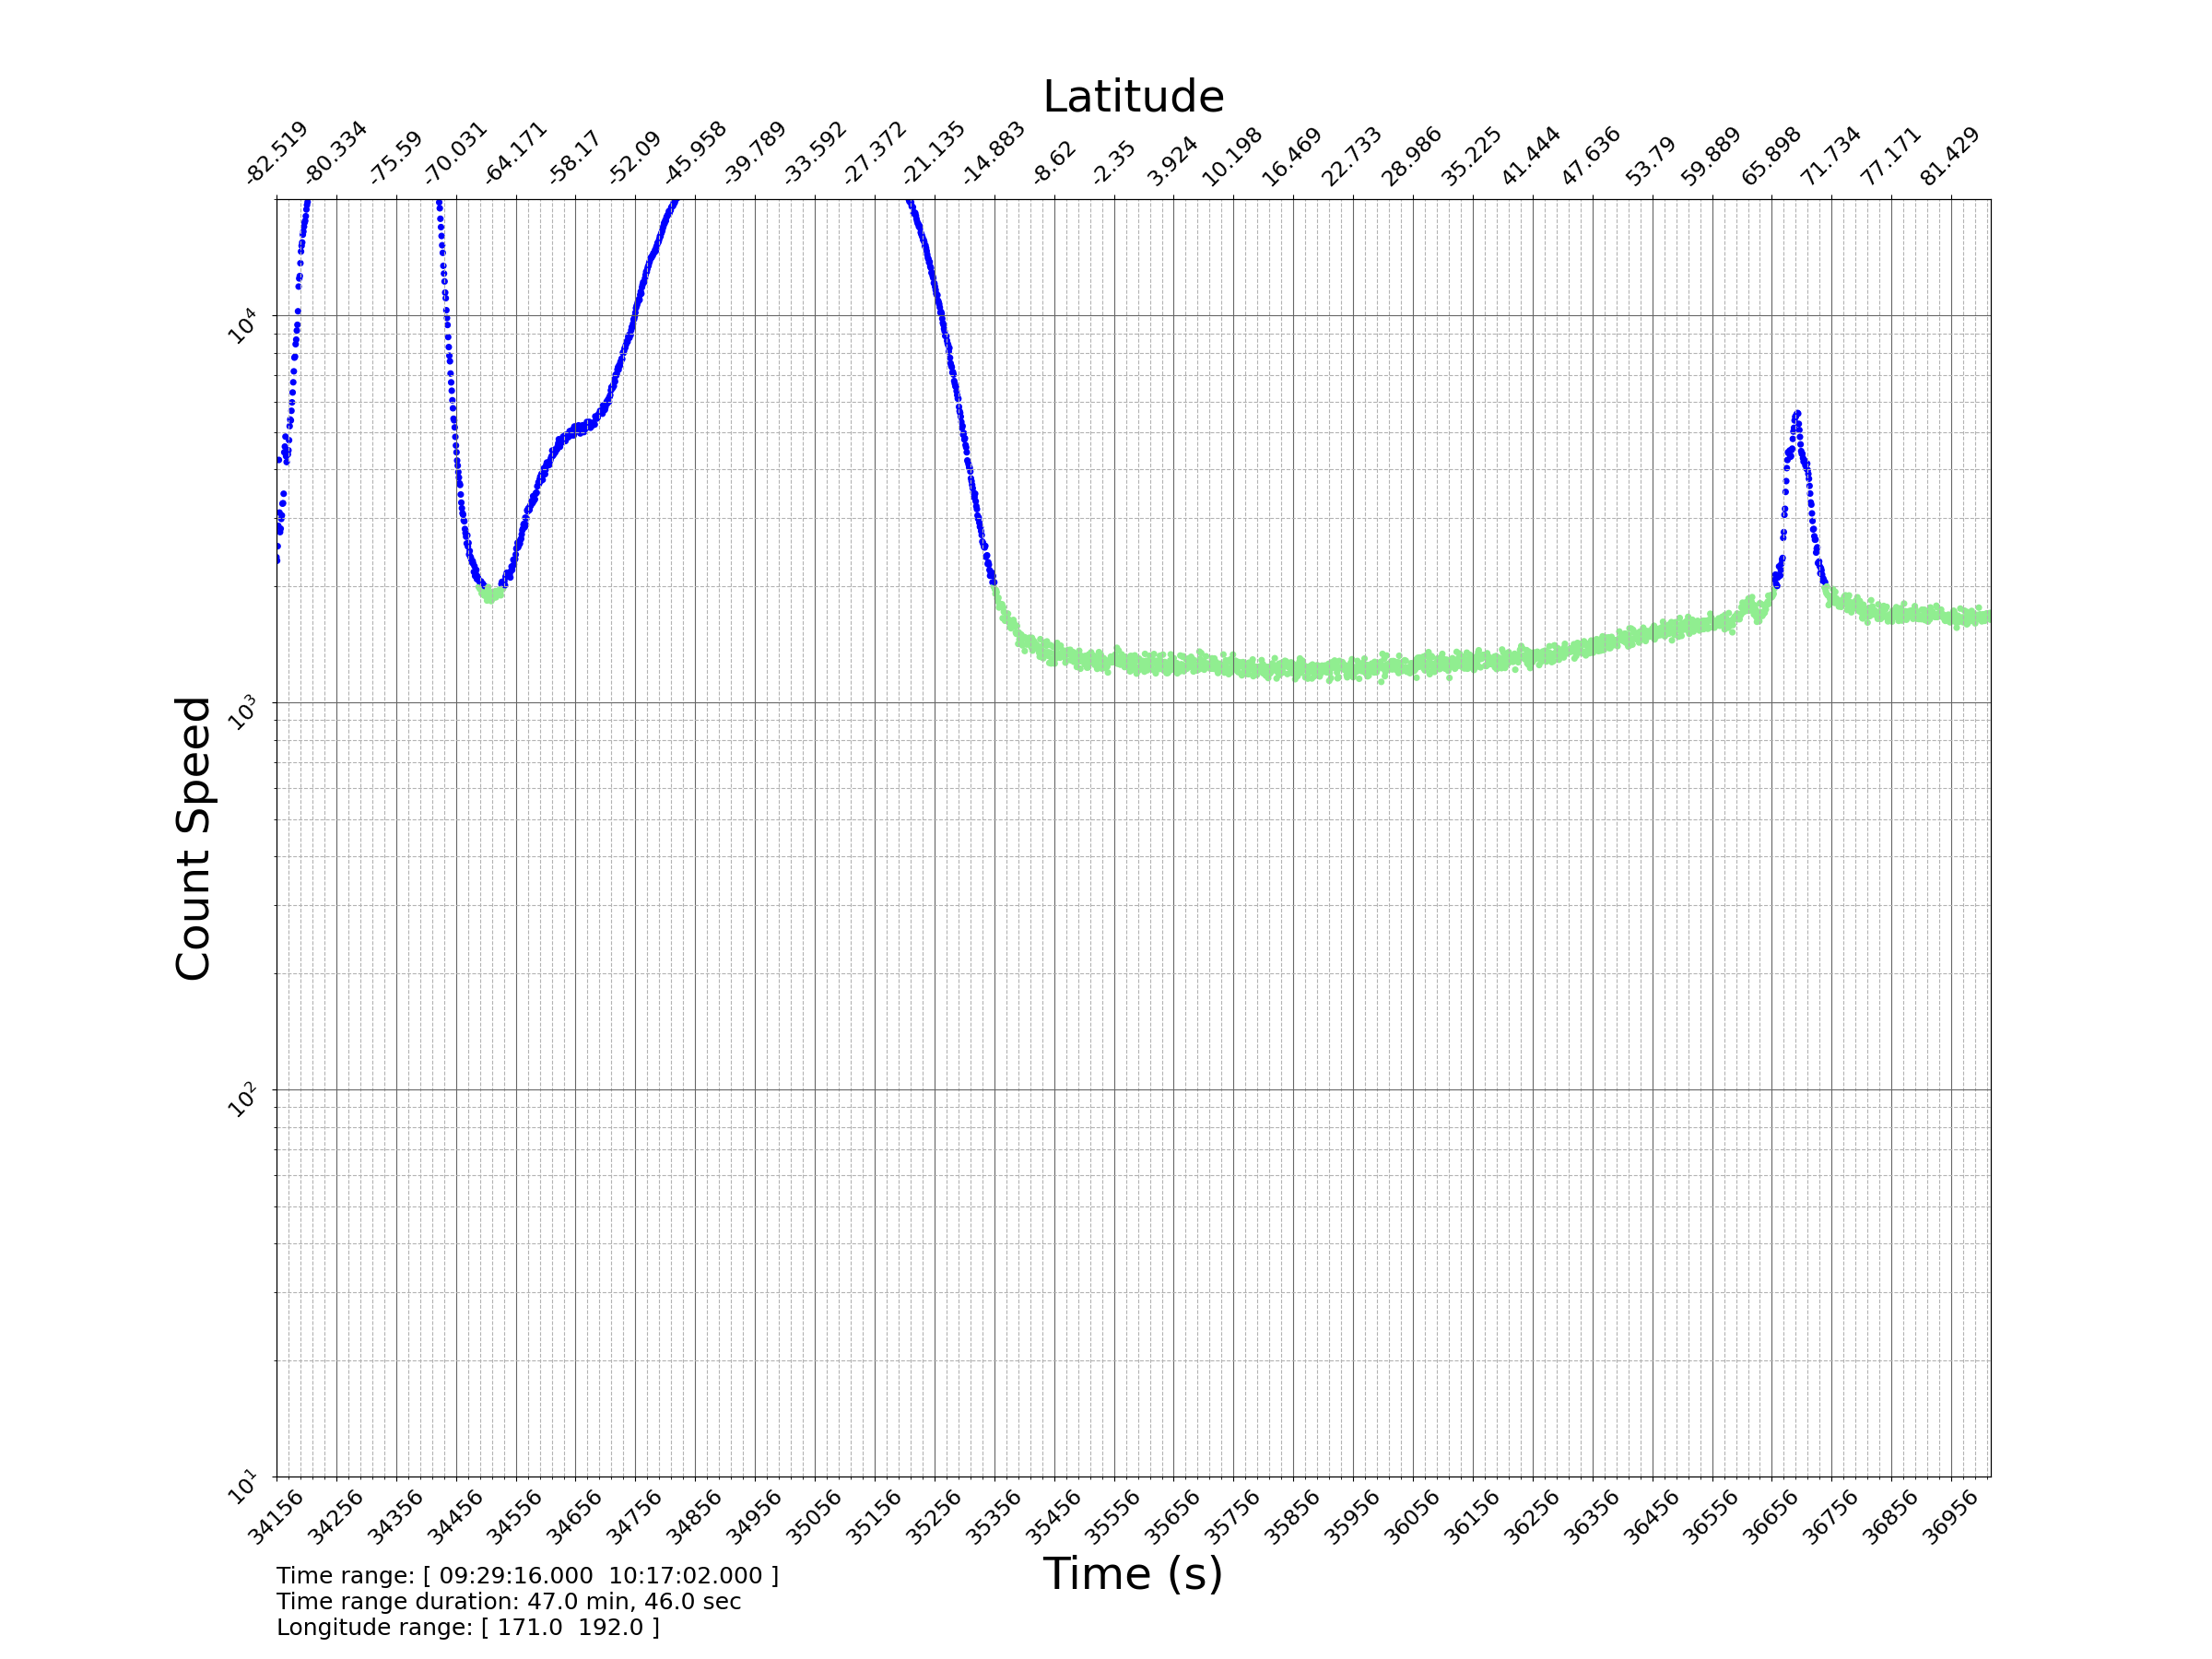 Latitude
-82.519 -80.334 -75.59 -70.031 -64.171 -58.17 -52.09 -45.958 -39.789 -33.592 -27.372 -21.135 -14.883 -8.62 -2.35 3.924 10.198 16.469 22.733 28.986 35.225 41.444 47.636 53.79 59.889 65.898 71.734 77.171 81.429
10^4
10^3
Count Speed
10^2
10^1
34156 34256 34356 34456 34556 34656 34756 34856 34956 35056 35156 35256 35356 35456 35556 35656 35756 35856 35956 36056 36156 36256 36356 36456 36556 36656 36756 36856 36956
Time (s)
Time range: [ 09:29:16.000  10:17:02.000 ]
Time range duration: 47.0 min, 46.0 sec
Longitude range: [ 171.0  192.0 ]